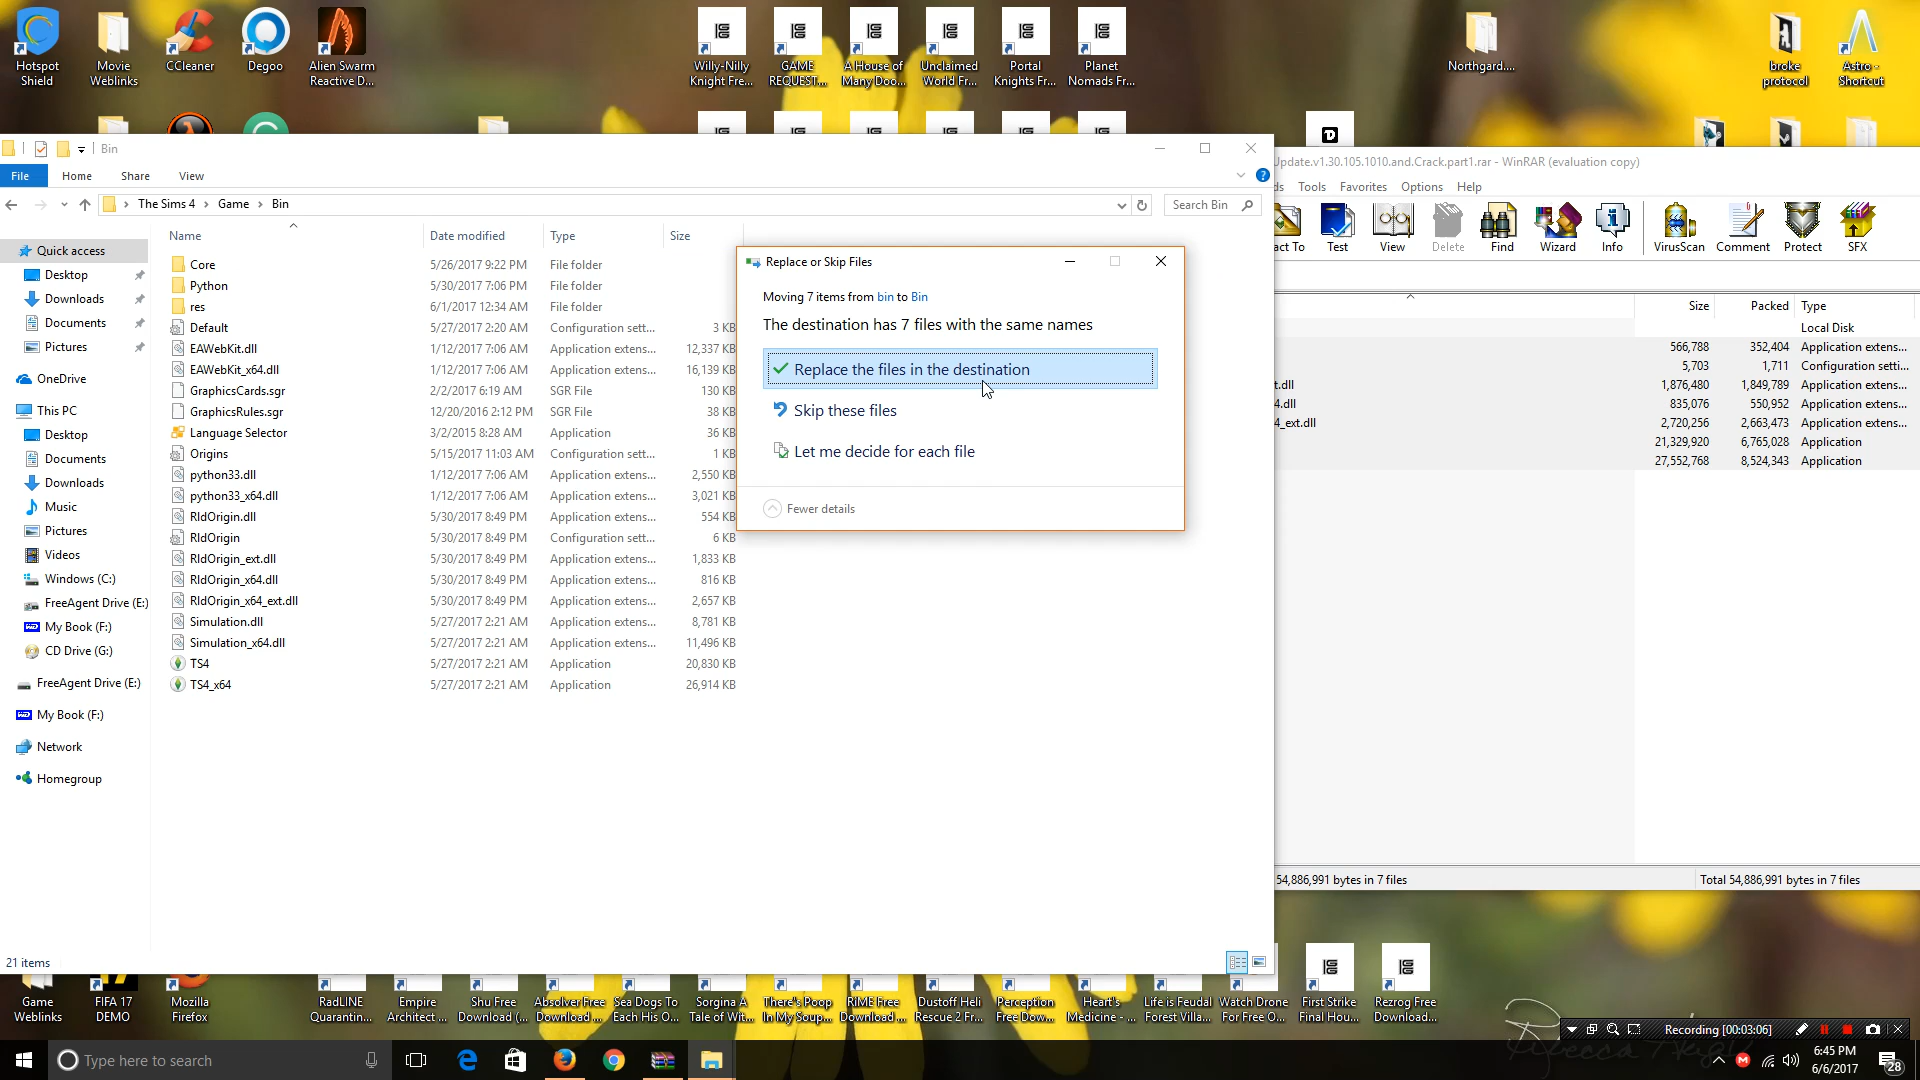 Hotspot
Shield
Movie
Weblinks
CCleaner
Degoo
Alien Swarm
Reactive D...
Willy-Nilly
Knight Fre...
GAME
REQUEST...
A House of
Many Doo...
Unclaimed
World Fr...
Portal
Knights Fr...
Planet
Nomads Fr...
Northgard....
broke
protocol
Astro -
Shortcut
Bin
File
Home
Share
View
The Sims 4 > Game > Bin
Search Bin
Name
Date modified
Type
Size
Quick access
Desktop
Downloads
Documents
Pictures
OneDrive
This PC
Desktop
Documents
Downloads
Music
Pictures
Videos
Windows (C:)
FreeAgent Drive (E:)
My Book (F:)
CD Drive (G:)
FreeAgent Drive (E:)
My Book (F:)
Network
Homegroup
Core 5/26/2017 9:22 PM File folder
Python 5/30/2017 7:06 PM File folder
res 6/1/2017 12:34 AM File folder
Default 5/27/2017 2:20 AM Configuration sett... 3 KB
EAWebKit.dll 1/12/2017 7:06 AM Application extens... 12,337 KB
EAWebKit_x64.dll 1/12/2017 7:06 AM Application extens... 16,139 KB
GraphicsCards.sgr 2/2/2017 6:19 AM SGR File 130 KB
GraphicsRules.sgr 12/20/2016 2:12 PM SGR File 38 KB
Language Selector 3/2/2015 8:28 AM Application 36 KB
Origins 5/15/2017 11:03 AM Configuration sett... 1 KB
python33.dll 1/12/2017 7:06 AM Application extens... 2,550 KB
python33_x64.dll 1/12/2017 7:06 AM Application extens... 3,021 KB
RldOrigin.dll 5/30/2017 8:49 PM Application extens... 554 KB
RldOrigin 5/30/2017 8:49 PM Configuration sett... 6 KB
RldOrigin_ext.dll 5/30/2017 8:49 PM Application extens... 1,833 KB
RldOrigin_x64.dll 5/30/2017 8:49 PM Application extens... 816 KB
RldOrigin_x64_ext.dll 5/30/2017 8:49 PM Application extens... 2,657 KB
Simulation.dll 5/27/2017 2:21 AM Application extens... 8,781 KB
Simulation_x64.dll 5/27/2017 2:21 AM Application extens... 11,496 KB
TS4 5/27/2017 2:21 AM Application 20,830 KB
TS4_x64 5/27/2017 2:21 AM Application 26,914 KB
21 items
Replace or Skip Files
Moving 7 items from bin to Bin
The destination has 7 files with the same names
Replace the files in the destination
Skip these files
Let me decide for each file
Fewer details
Update.v1.30.105.1010.and.Crack.part1.rar - WinRAR (evaluation copy)
ds Tools Favorites Options Help
act To
Test
View
Delete
Find
Wizard
Info
VirusScan
Comment
Protect
SFX
Size Packed Type
Local Disk
566,788 352,404 Application extens...
5,703 1,711 Configuration setti...
t.dll 1,876,480 1,849,789 Application extens...
4.dll 835,076 550,952 Application extens...
4_ext.dll 2,720,256 2,663,473 Application extens...
21,329,920 6,765,028 Application
27,552,768 8,524,343 Application
54,886,991 bytes in 7 files
Total 54,886,991 bytes in 7 files
Game
Weblinks
FIFA 17
DEMO
Mozilla
Firefox
RadLINE
Quarantin...
Empire
Architect ...
Shu Free
Download (...
Absolver Free
Download ...
Sea Dogs To
Each His O...
Sorgina A
Tale of Wit...
There"s Poop
In My Soup...
RiME Free
Download...
Dustoff Heli
Rescue 2 Fr...
Perception
Free Dow...
Heart's
Medicine - ...
Life is Feudal
Forest Villa...
Watch Drone
For Free O...
First Strike
Final Hou...
Rezrog Free
Download...
Recording [00:03:06]
Type here to search
6:45 PM
6/6/2017
28